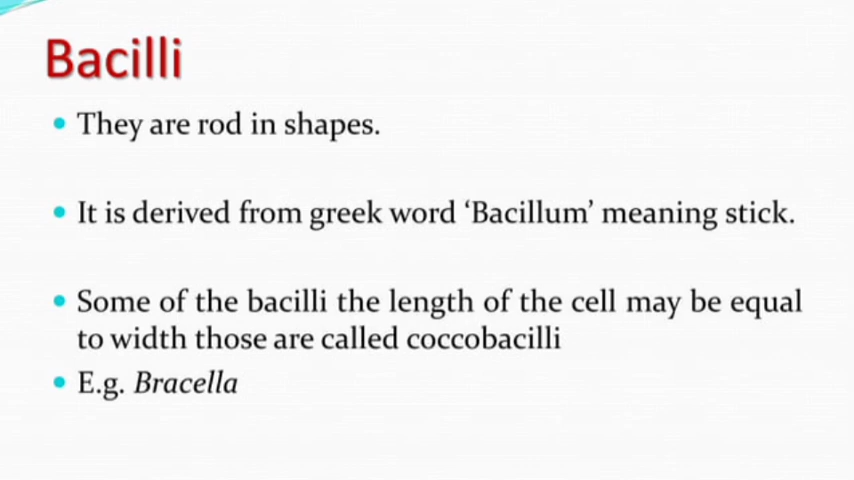 Bacilli
• They are rod in shapes.
• It is derived from greek word ‘Bacillum’ meaning stick.
• Some of the bacilli the length of the cell may be equal
to width those are called coccobacilli
• E.g. Bracella